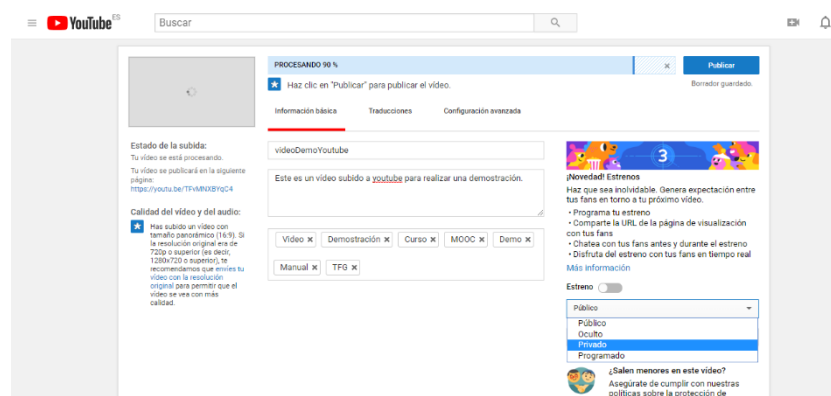 YouTube ES
Buscar
PROCESANDO 90 %
Publicar
Haz clic en "Publicar" para publicar el vídeo.
Borrador guardado.
Información básica
Traducciones
Configuración avanzada
Estado de la subida:
Tu vídeo se está procesando.
Tu vídeo se publicará en la siguiente
página:
https://youtu.be/TFvMNXBYqC4
Calidad del vídeo y del audio:
Has subido un vídeo con
tamaño panorámico (16:9). Si
la resolución original era de
720p o superior (es decir,
1280x720 o superior), te
recomendamos que envíes tu
vídeo con la resolución
original para permitir que el
vídeo se vea con más
calidad.
videoDemoYoutube
Este es un vídeo subido a youtube para realizar una demostración.
Vídeo
Demostración
Curso
MOOC
Demo
Manual
TFG
3
¡Novedad! Estrenos
Haz que sea inolvidable. Genera expectación entre
tus fans en torno a tu próximo vídeo.
• Programa tu estreno
• Comparte la URL de la página de visualización
con tus fans
• Chatea con tus fans antes y durante el estreno
• Disfruta del estreno con tus fans en tiempo real
Más información
Estreno
Público
Público
Oculto
Privado
Programado
¿Salen menores en este vídeo?
Asegúrate de cumplir con nuestras
políticas sobre la protección de